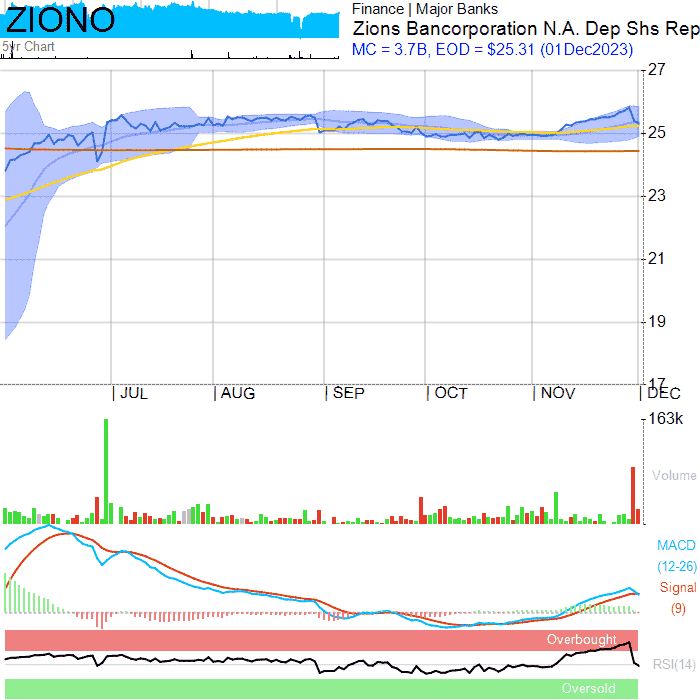 ZIONO
5yr Chart
Finance | Major Banks
Zions Bancorporation N.A. Dep Shs Rep
MC = 3.7B, EOD = $25.31 (01Dec2023)
27
25
23
21
19
17
JUL
AUG
SEP
OCT
NOV
DEC
163k
Volume
MACD
(12-26)
Signal
(9)
Overbought
RSI(14)
Oversold